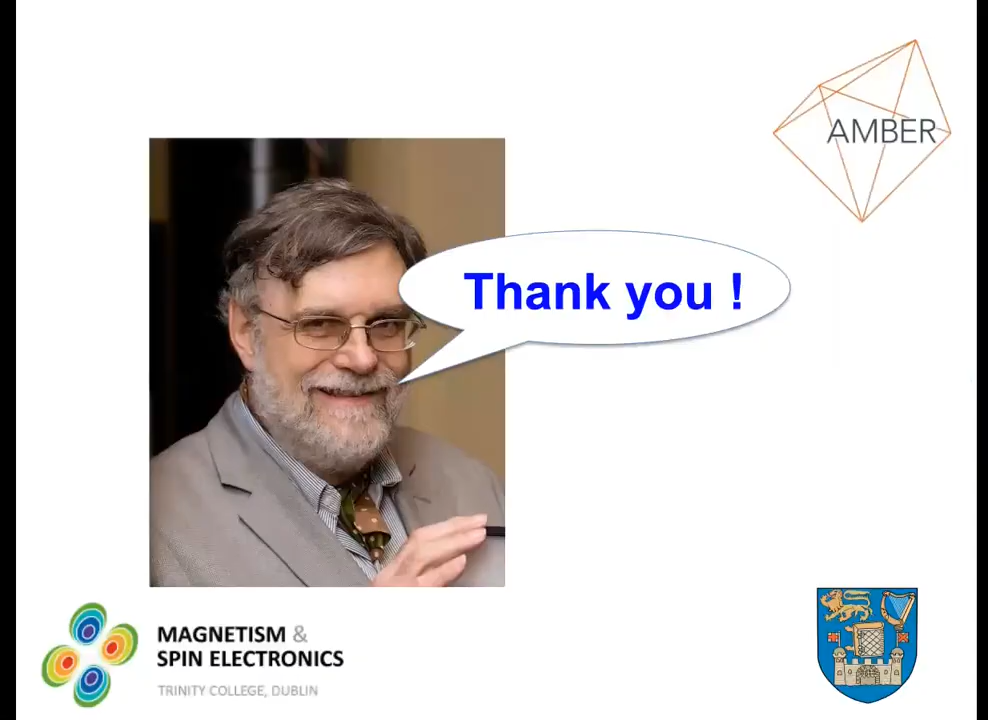 AMBER
Thank you !
MAGNETISM &
SPIN ELECTRONICS
TRINITY COLLEGE, DUBLIN